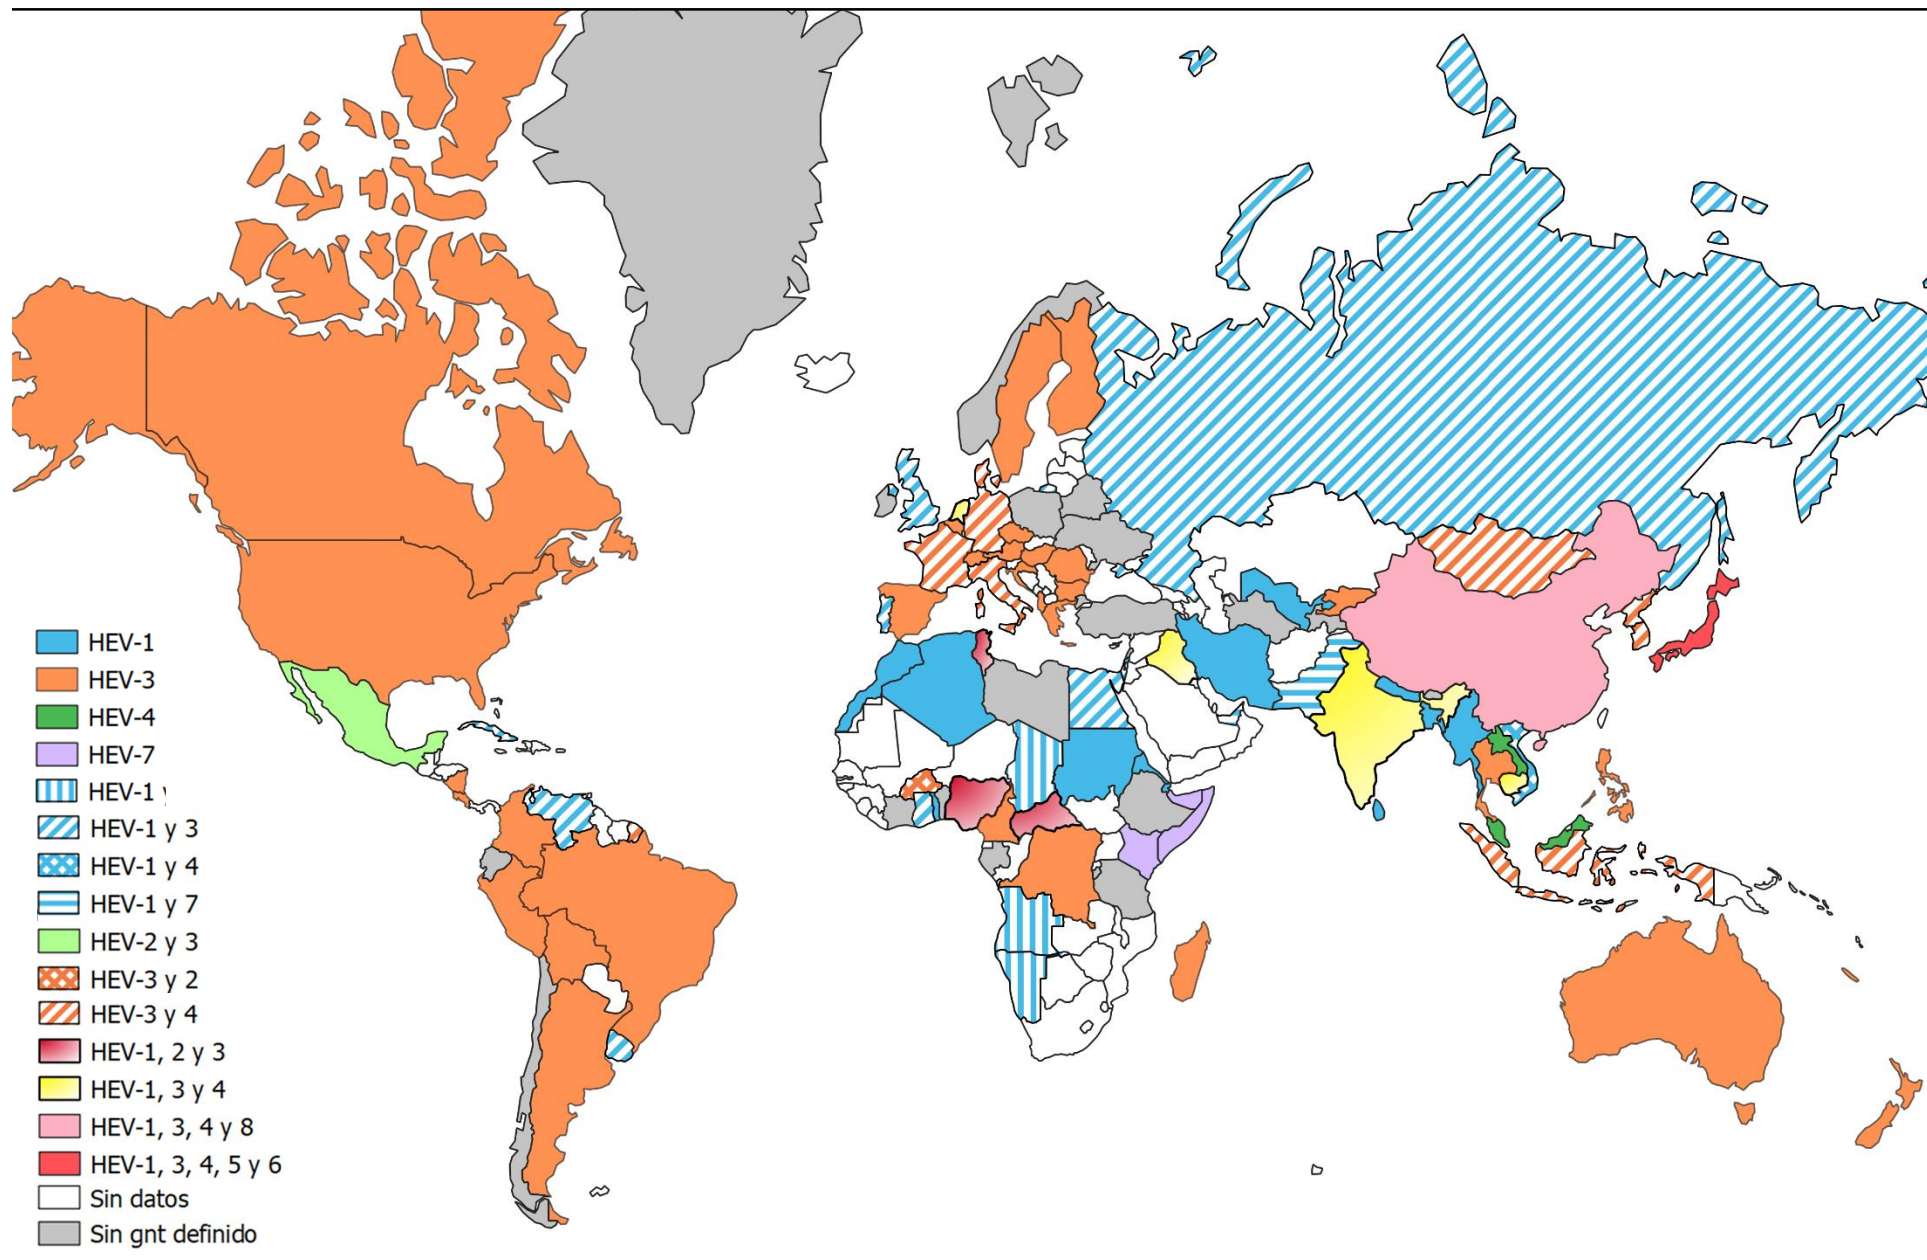 HEV-1
HEV-3
HEV-4
HEV-7
HEV-1
HEV-1 y 3
HEV-1 y 4
HEV-1 y 7
HEV-2 y 3
HEV-3 y 2
HEV-3 y 4
HEV-1, 2 y 3
HEV-1, 3 y 4
HEV-1, 3, 4 y 8
HEV-1, 3, 4, 5 y 6
Sin datos
Sin gnt definido